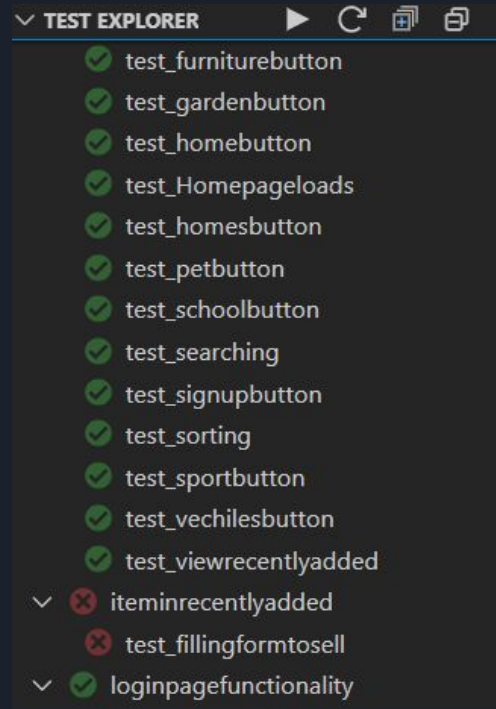 TEST EXPLORER
test_furniturebutton
test_gardenbutton
test_homebutton
test_Homepageloads
test_homesbutton
test_petbutton
test_schoolbutton
test_searching
test_signupbutton
test_sorting
test_sportbutton
test_vechilesbutton
test_viewrecentlyadded
iteminrecentlyadded
test_fillingformtosell
loginpagefunctionality